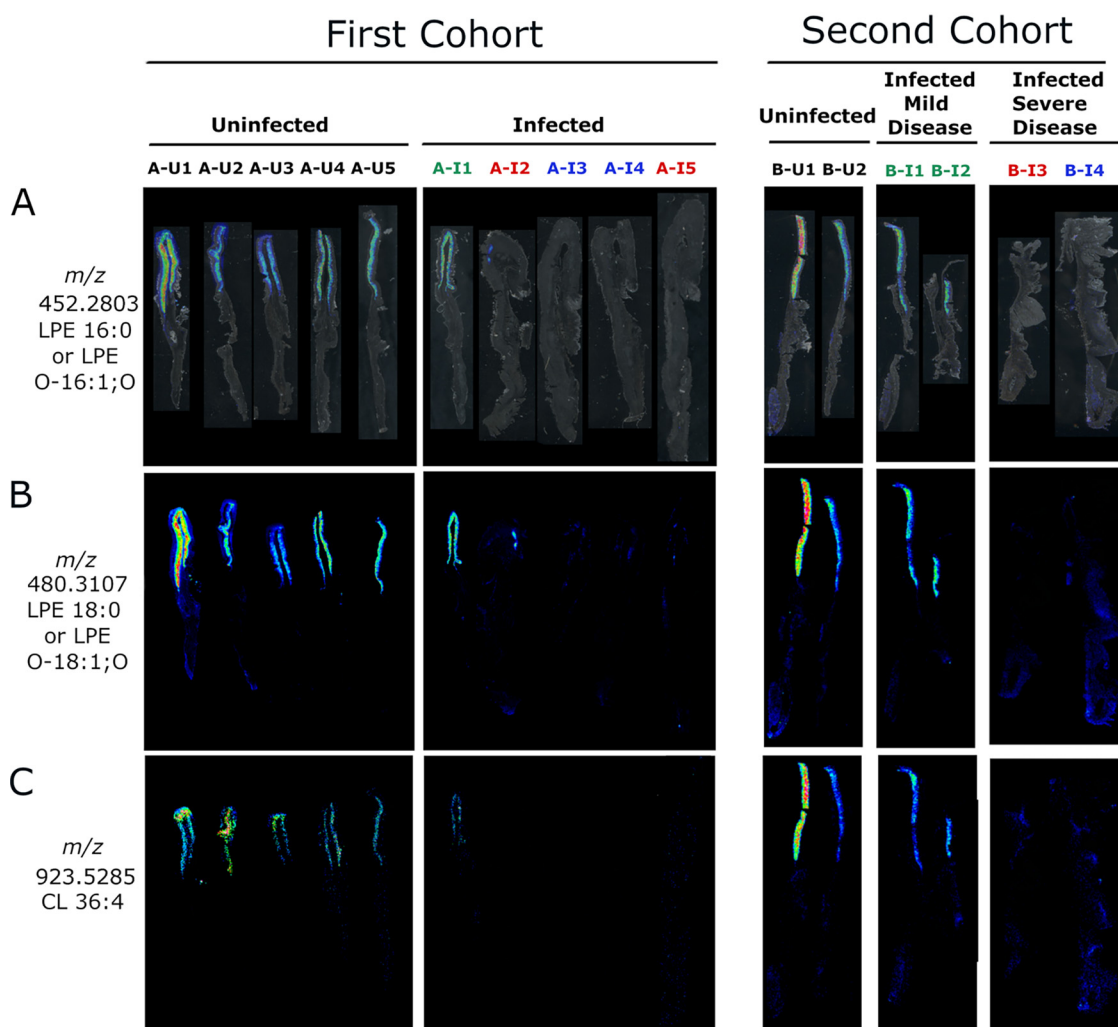 First Cohort
Second Cohort
Uninfected
Infected
Uninfected
Infected
Mild
Disease
Infected
Severe
Disease
A-U1 A-U2 A-U3 A-U4 A-U5
A-I1 A-I2 A-I3 A-I4 A-I5
B-U1 B-U2
B-I1 B-I2
B-I3 B-I4
A
m/z
452.2803
LPE 16:0
or LPE
O-16:1;O
B
m/z
480.3107
LPE 18:0
or LPE
O-18:1;O
C
m/z
923.5285
CL 36:4